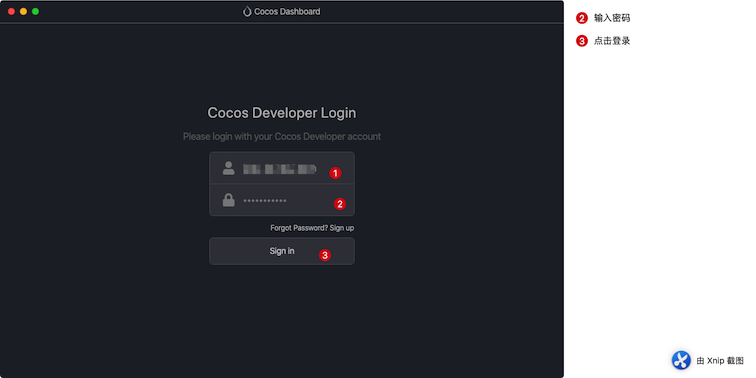 Cocos Dashboard
Cocos Developer Login
Please login with your Cocos Developer account
1
•••••••••••
2
Forgot Password? Sign up
Sign in
3
2 输入密码
3 点击登录
由 Xnip 截图